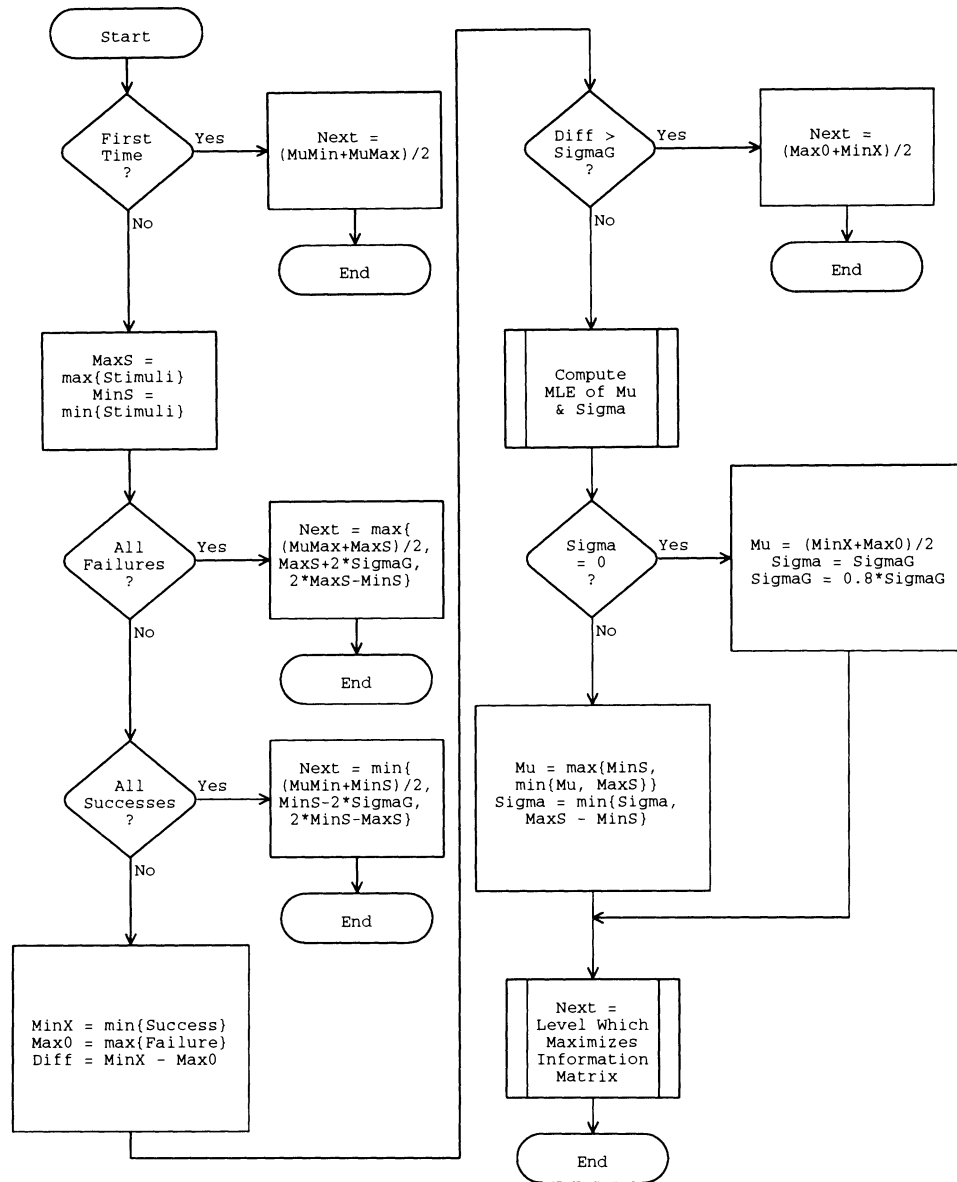 Start
First
Time
?
Yes
No
Next =
(MuMin+MuMax)/2
End
MaxS =
max{Stimuli}
MinS =
min{Stimuli}
All
Failures
?
Yes
No
Next = max{
(MuMax+MaxS)/2,
MaxS+2*SigmaG,
2*MaxS-MinS}
End
All
Successes
?
Yes
No
Next = min{
(MuMin+MinS)/2,
MinS-2*SigmaG,
2*MinS-MaxS}
End
MinX = min{Success}
Max0 = max{Failure}
Diff = MinX - Max0
Diff >
SigmaG
?
Yes
No
Next =
(Max0+MinX)/2
End
Compute
MLE of Mu
& Sigma
Sigma
= 0
?
Yes
No
Mu = (MinX+Max0)/2
Sigma = SigmaG
SigmaG = 0.8*SigmaG
Mu = max{MinS,
min{Mu, MaxS}}
Sigma = min{Sigma,
MaxS - MinS}
Next =
Level Which
Maximizes
Information
Matrix
End